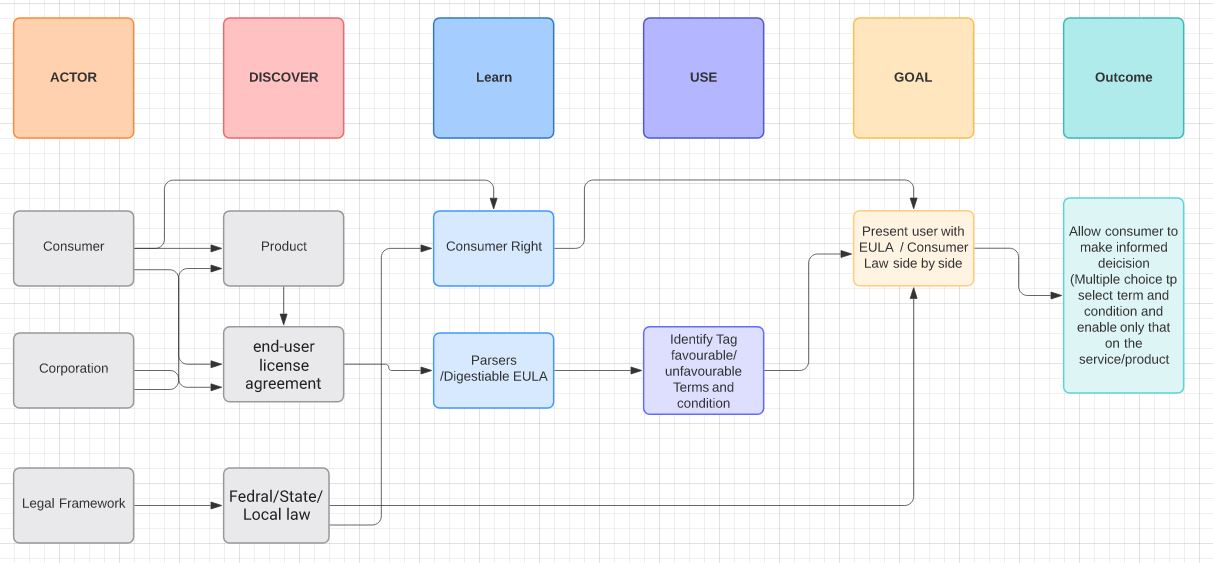 ACTOR
DISCOVER
Learn
USE
GOAL
Outcome
Consumer
Product
Consumer Right
Present user with
EULA / Consumer
Law side by side
Allow consumer to
make informed
deicision
(Multiple choice tp
select term and
condition and
enable only that
on the
service/product
Corporation
end-user
license
agreement
Parsers
/Digestiable EULA
Identify Tag
favourable/
unfavourable
Terms and
condition
Legal Framework
Fedral/State/
Local law